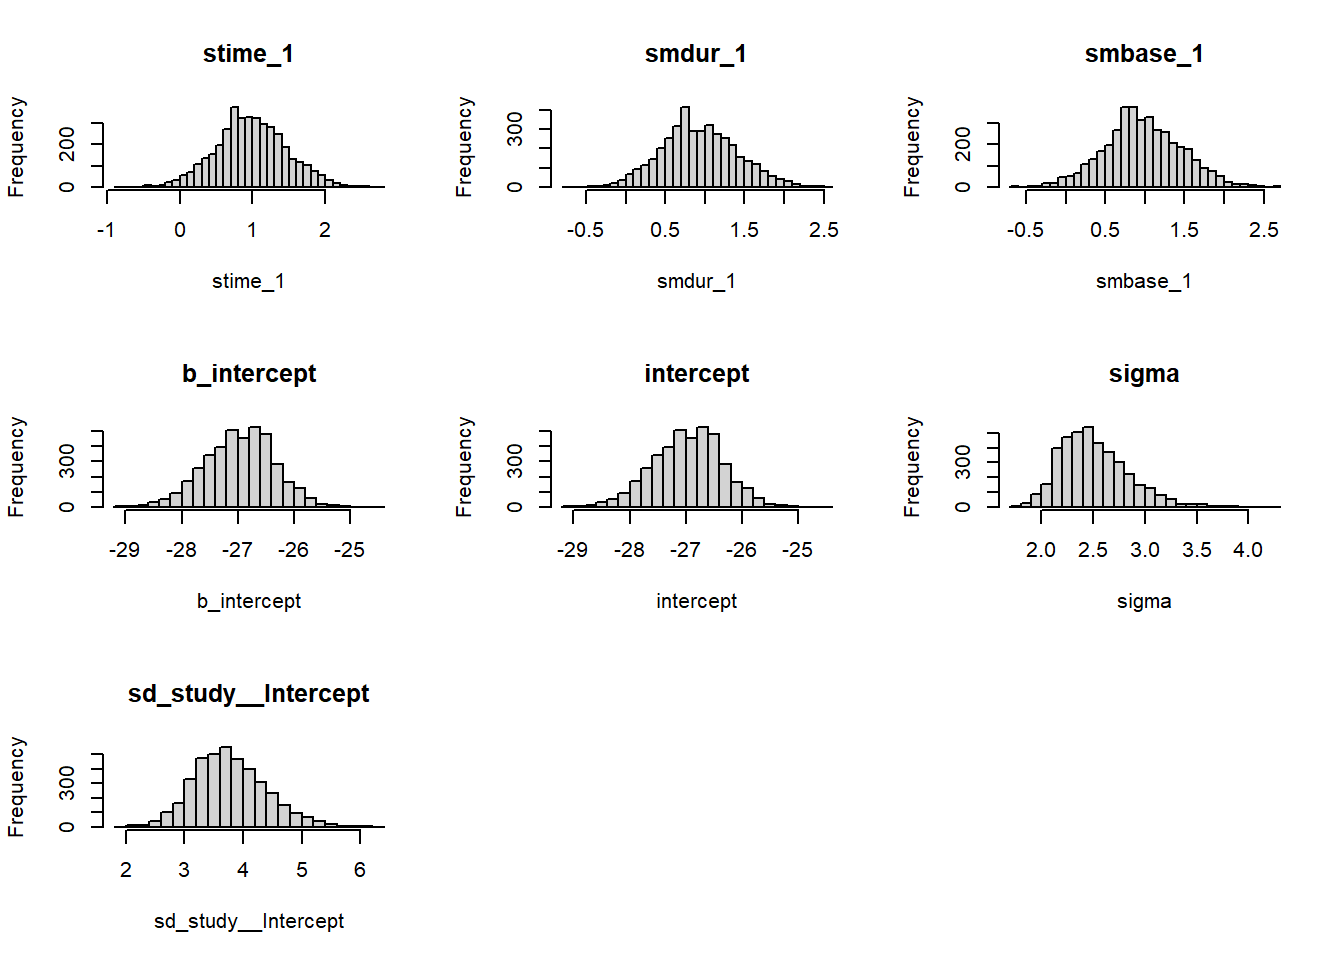 stime_1
Frequency
0 200
-1 0 1 2
stime_1
smdur_1
Frequency
0 300
-0.5 0.5 1.5 2.5
smdur_1
smbase_1
Frequency
0 200
-0.5 0.5 1.5 2.5
smbase_1
b_intercept
Frequency
0 300
-29 -28 -27 -26 -25
b_intercept
intercept
Frequency
0 300
-29 -28 -27 -26 -25
intercept
sigma
Frequency
0 300
2.0 2.5 3.0 3.5 4.0
sigma
sd_study__Intercept
Frequency
0 300
2 3 4 5 6
sd_study__Intercept